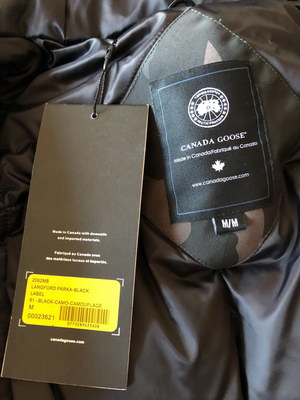 CANADA GOOSE®
Made in Canada/Fabriqué au Canada
www.canadagoose.com
M/M
Made in Canada with domestic
and imported materials.
Fabriqué au Canada avec
des matériaux locaux et importés.
LANGFORD PARKA-BLACK
LABEL
61 - BLACK-CAMO-CAMOUFLAGE
M
00023621
canadagoose.com